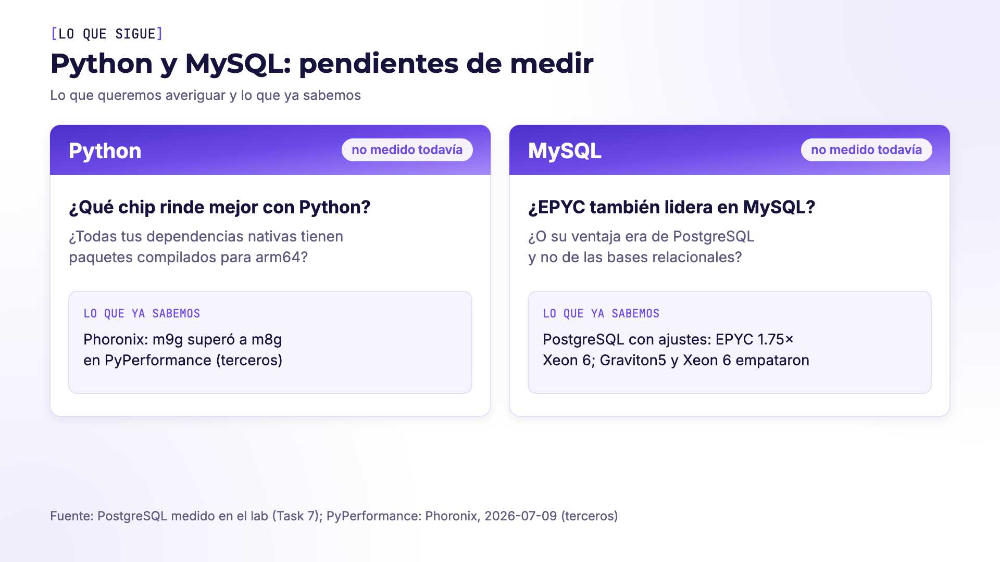 [LO QUE SIGUE]
Python y MySQL: pendientes de medir
Lo que queremos averiguar y lo que ya sabemos
Python
no medido todavía
¿Qué chip rinde mejor con Python?
¿Todas tus dependencias nativas tienen
paquetes compilados para arm64?
LO QUE YA SABEMOS
Phoronix: m9g superó a m8g
en PyPerformance (terceros)
MySQL
no medido todavía
¿EPYC también lidera en MySQL?
¿O su ventaja era de PostgreSQL
y no de las bases relacionales?
LO QUE YA SABEMOS
PostgreSQL con ajustes: EPYC 1.75×
Xeon 6; Graviton5 y Xeon 6 empataron
Fuente: PostgreSQL medido en el lab (Task 7); PyPerformance: Phoronix, 2026-07-09 (terceros)